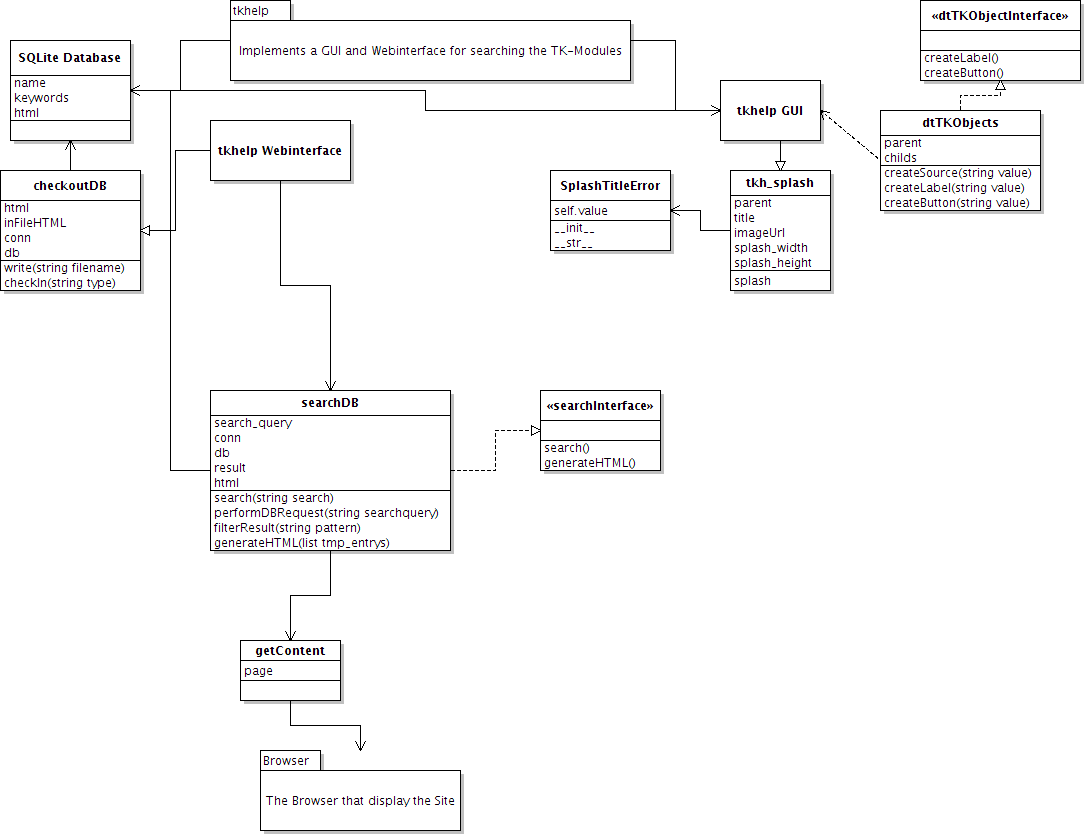 tkhelp
Implements a GUI and Webinterface for searching the TK-Modules
«dtTKObjectInterface»
createLabel()
createButton()
SQLite Database
name
keywords
html
tkhelp GUI
dtTKObjects
parent
childs
createSource(string value)
createLabel(string value)
createButton(string value)
tkhelp Webinterface
checkoutDB
html
inFileHTML
conn
db
write(string filename)
checkIn(string type)
SplashTitleError
self.value
__init__
__str__
tkh_splash
parent
title
imageUrl
splash_width
splash_height
splash
searchDB
search_query
conn
db
result
html
search(string search)
performDBRequest(string searchquery)
filterResult(string pattern)
generateHTML(list tmp_entrys)
«searchInterface»
search()
generateHTML()
getContent
page
Browser
The Browser that display the Site